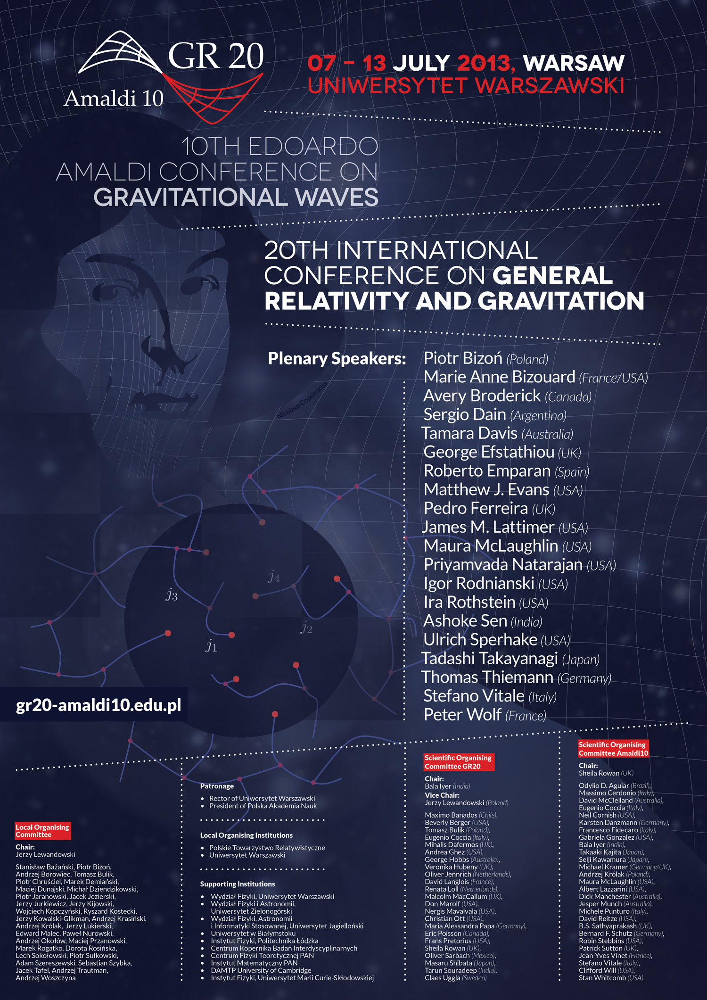 GR 20
Amaldi 10
07 – 13 JULY 2013, WARSAW
UNIWERSYTET WARSZAWSKI
10TH EDOARDO
AMALDI CONFERENCE ON
GRAVITATIONAL WAVES
20TH INTERNATIONAL
CONFERENCE ON GENERAL
RELATIVITY AND GRAVITATION
Plenary Speakers:
Piotr Bizoń (Poland)
Marie Anne Bizouard (France/USA)
Avery Broderick (Canada)
Sergio Dain (Argentina)
Tamara Davis (Australia)
George Efstathiou (UK)
Roberto Emparan (Spain)
Matthew J. Evans (USA)
Pedro Ferreira (UK)
James M. Lattimer (USA)
Maura McLaughlin (USA)
Priyamvada Natarajan (USA)
Igor Rodnianski (USA)
Ira Rothstein (USA)
Ashoke Sen (India)
Ulrich Sperhake (USA)
Tadashi Takayanagi (Japan)
Thomas Thiemann (Germany)
Stefano Vitale (Italy)
Peter Wolf (France)
Nicolaus Copernicus
j4
j3
j2
j1
gr20-amaldi10.edu.pl
Local Organising
Committee
Chair:
Jerzy Lewandowski
Stanisław Bażański, Piotr Bizoń,
Andrzej Borowiec, Tomasz Bulik,
Piotr Chruściel, Marek Demiański,
Maciej Dunajski, Michał Dziendzikowski,
Piotr Jaranowski, Jacek Jezierski,
Jerzy Jurkiewicz, Jerzy Kijowski,
Wojciech Kopczyński, Ryszard Kostecki,
Jerzy Kowalski-Glikman, Andrzej Krasiński,
Andrzej Królak, Jerzy Lukierski,
Edward Malec, Paweł Nurowski,
Andrzej Okołów, Maciej Przanowski,
Marek Rogatko, Dorota Rosińska,
Lech Sokołowski, Piotr Sułkowski,
Adam Szereszewski, Sebastian Szybka,
Jacek Tafel, Andrzej Trautman,
Andrzej Woszczyna
Patronage
• Rector of Uniwersytet Warszawski
• President of Polska Akademia Nauk
Local Organising Institutions
• Polskie Towarzystwo Relatywistyczne
• Uniwersytet Warszawski
Supporting Institutions
• Wydział Fizyki, Uniwersytet Warszawski
• Wydział Fizyki i Astronomii,
Uniwersytet Zielonogórski
• Wydział Fizyki, Astronomii
i Informatyki Stosowanej, Uniwersytet Jagielloński
• Uniwersytet w Białymstoku
• Instytut Fizyki, Politechnika Łódzka
• Centrum Kopernika Badań Interdyscyplinarnych
• Centrum Fizyki Teoretycznej PAN
• Instytut Matematyczny PAN
• DAMTP University of Cambridge
• Instytut Fizyki, Uniwersytet Marii Curie-Skłodowskiej
Scientific Organising
Committee GR20
Chair:
Bala Iyer (India)
Vice Chair:
Jerzy Lewandowski (Poland)
Maximo Banados (Chile),
Beverly Berger (USA),
Tomasz Bulik (Poland),
Eugenio Coccia (Italy),
Mihalis Dafermos (UK),
Andrea Ghez (USA),
George Hobbs (Australia),
Veronika Hubeny (UK),
Oliver Jennrich (Netherlands),
David Langlois (France),
Renata Loll (Netherlands),
Malcolm MacCallum (UK),
Don Marolf (USA),
Nergis Mavalvala (USA),
Christian Ott (USA),
Maria Alessandra Papa (Germany),
Eric Poisson (Canada),
Frans Pretorius (USA),
Sheila Rowan (UK),
Oliver Sarbach (Mexico),
Masaru Shibata (Japan),
Tarun Souradeep (India),
Claes Uggla (Sweden)
Scientific Organising
Committee Amaldi10
Chair:
Sheila Rowan (UK)
Odylio D. Aguiar (Brazil),
Massimo Cerdonio (Italy),
David McClelland (Australia),
Eugenio Coccia (Italy),
Neil Cornish (USA),
Karsten Danzmann (Germany),
Francesco Fidecaro (Italy),
Gabriela Gonzalez (USA),
Bala Iyer (India),
Takaaki Kajita (Japan),
Seiji Kawamura (Japan),
Michael Kramer (Germany/UK),
Andrzej Królak (Poland),
Maura McLaughlin (USA),
Albert Lazzarini (USA),
Dick Manchester (Australia),
Jesper Munch (Australia),
Michele Punturo (Italy),
David Reitze (USA),
B.S. Sathyaprakash (UK),
Bernard F. Schutz (Germany),
Robin Stebbins (USA),
Patrick Sutton (UK),
Jean-Yves Vinet (France),
Stefano Vitale (Italy),
Clifford Will (USA),
Stan Whitcomb (USA)